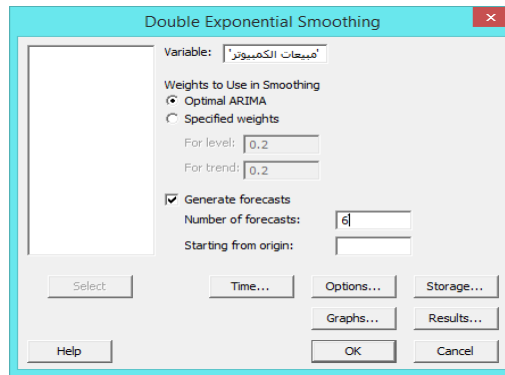 Double Exponential Smoothing
Variable: 'مبيعات الكمبيوتر'
Weights to Use in Smoothing
Optimal ARIMA
Specified weights
For level: 0.2
For trend: 0.2
Generate forecasts
Number of forecasts: 6
Starting from origin:
Select Time... Options... Storage...
Graphs... Results...
Help OK Cancel